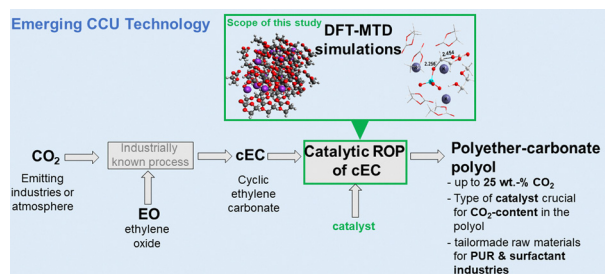 Emerging CCU Technology
Scope of this study
DFT-MTD
simulations
2.256
2.454
CO2
Emitting
industries or
atmosphere
Industrially
known process
EO
ethylene
oxide
cEC
Cyclic
ethylene
carbonate
Catalytic ROP
of cEC
catalyst
Polyether-carbonate
polyol
- up to 25 wt.-% CO2
- Type of catalyst crucial
for CO2-content in the
polyol
- tailormade raw materials
for PUR & surfactant
industries